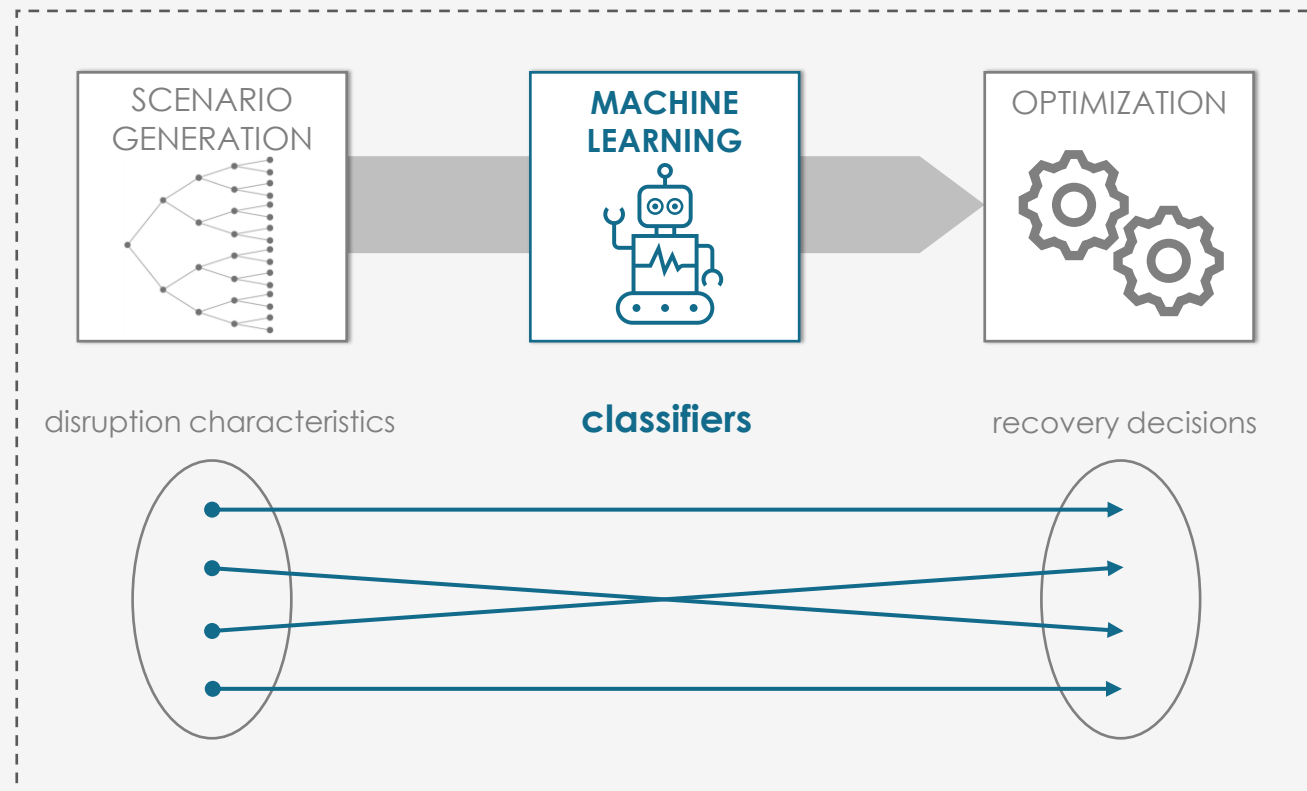 SCENARIO
GENERATION
MACHINE
LEARNING
OPTIMIZATION
disruption characteristics
classifiers
recovery decisions